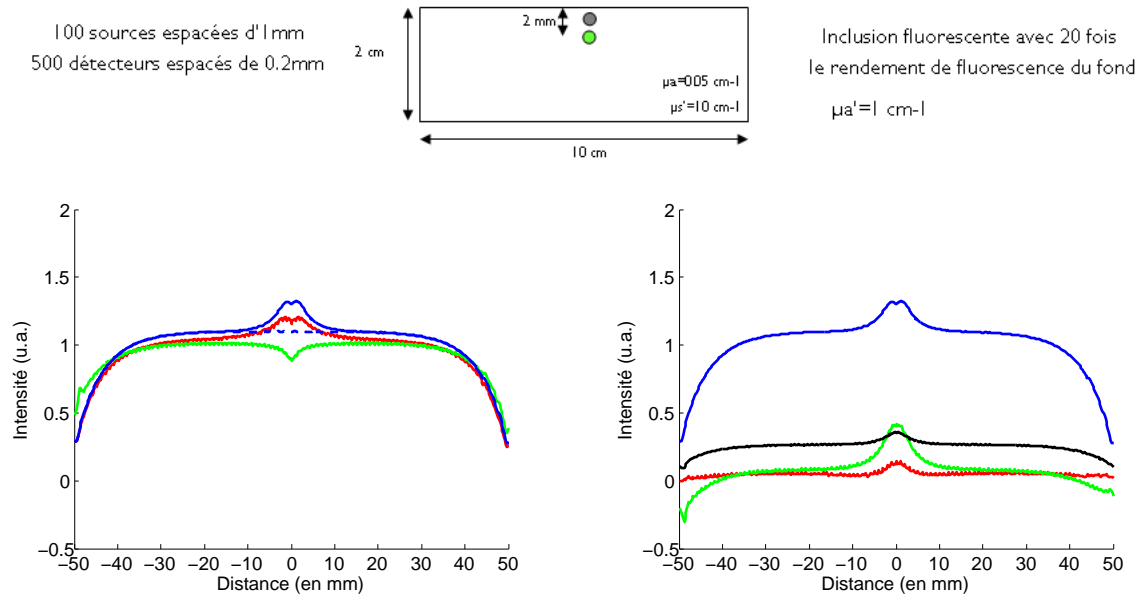 100 sources espacées d'1mm
500 détecteurs espacés de 0.2mm
2 cm
2 mm
µa=005 cm-1
µs'=10 cm-1
10 cm
Inclusion fluorescente avec 20 fois
le rendement de fluorescence du fond
µa'=1 cm-1
2
1.5
1
0.5
0
−0.5
Intensité (u.a.)
−50 −40 −30 −20 −10 0 10 20 30 40 50
Distance (en mm)
2
1.5
1
0.5
0
−0.5
Intensité (u.a.)
−50 −40 −30 −20 −10 0 10 20 30 40 50
Distance (en mm)